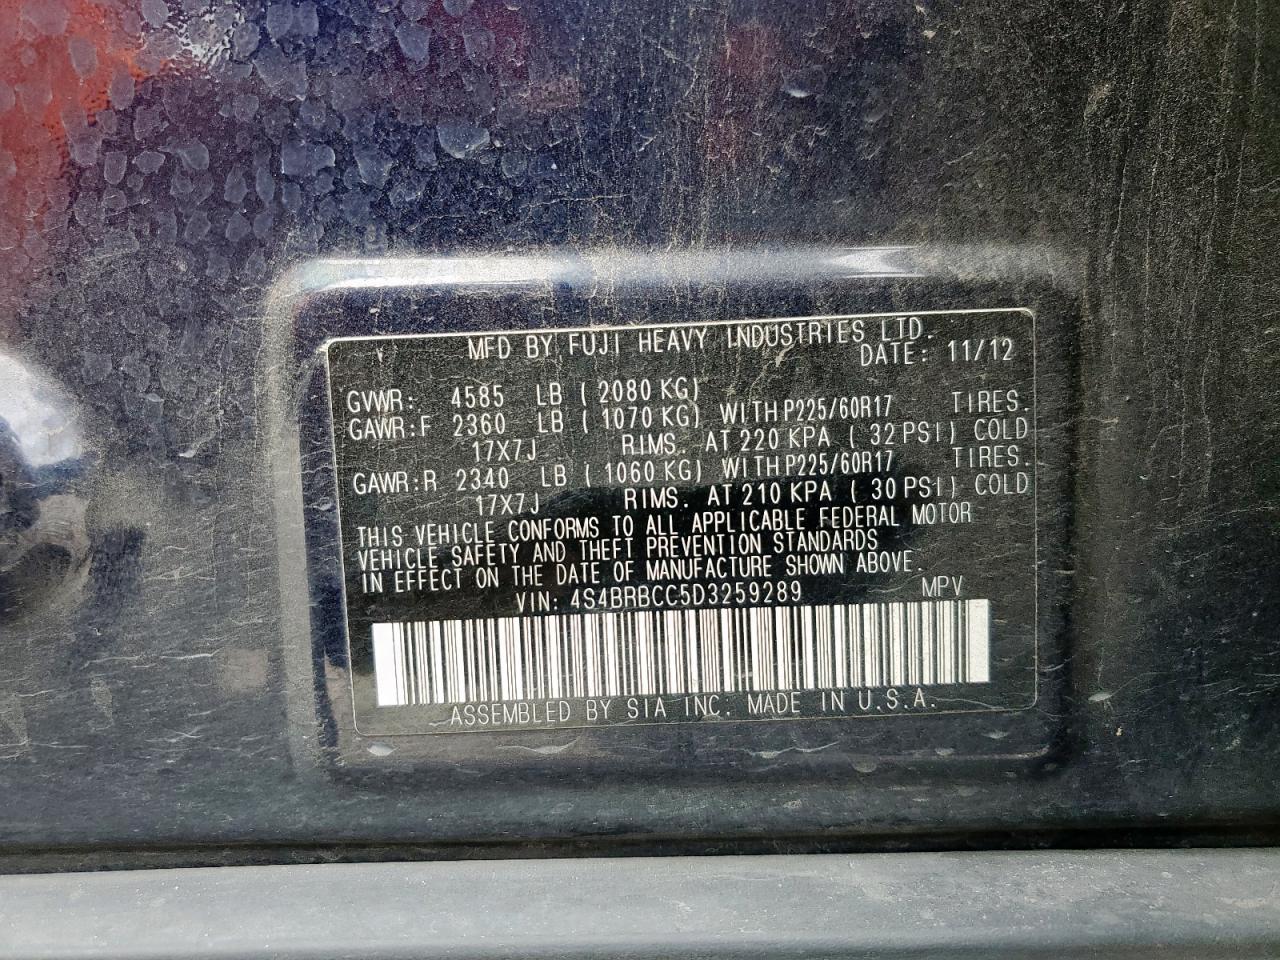 MFD BY FUJI HEAVY INDUSTRIES LTD.
DATE: 11/12
GVWR: 4585 LB (2080 KG)
GAWR:F 2360 LB (1070 KG) WITH P225/60R17 TIRES.
17X7J RIMS. AT 220 KPA (32 PSI) COLD
GAWR:R 2340 LB (1060 KG) WITH P225/60R17 TIRES.
17X7J RIMS. AT 210 KPA (30 PSI) COLD
THIS VEHICLE CONFORMS TO ALL APPLICABLE FEDERAL MOTOR
VEHICLE SAFETY AND THEFT PREVENTION STANDARDS
IN EFFECT ON THE DATE OF MANUFACTURE SHOWN ABOVE.
VIN: 4S4BRBCC5D3259289 MPV
ASSEMBLED BY SIA INC. MADE IN U.S.A.